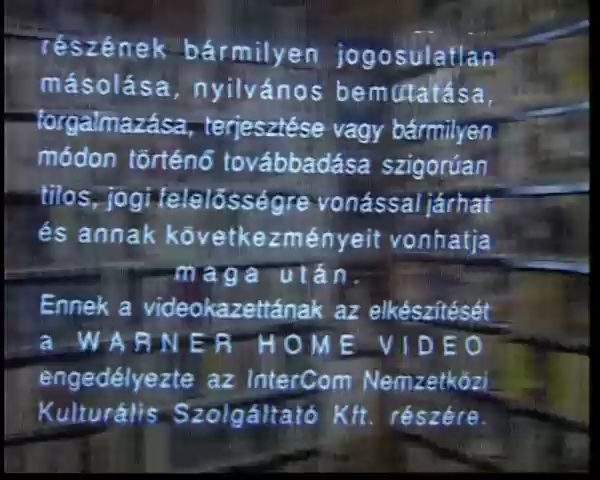 részének bármilyen jogosulatlan
másolása, nyilvános bemutatása,
forgalmazása, terjesztése vagy bármilyen
módon történő továbbadása szigorúan
tilos, jogi felelősségre vonással járhat
és annak következményeit vonhatja
maga után.
Ennek a videokazettának az elkészítését
a WARNER HOME VIDEO
engedélyezte az InterCom Nemzetközi
Kulturális Szolgáltató Kft. részére.